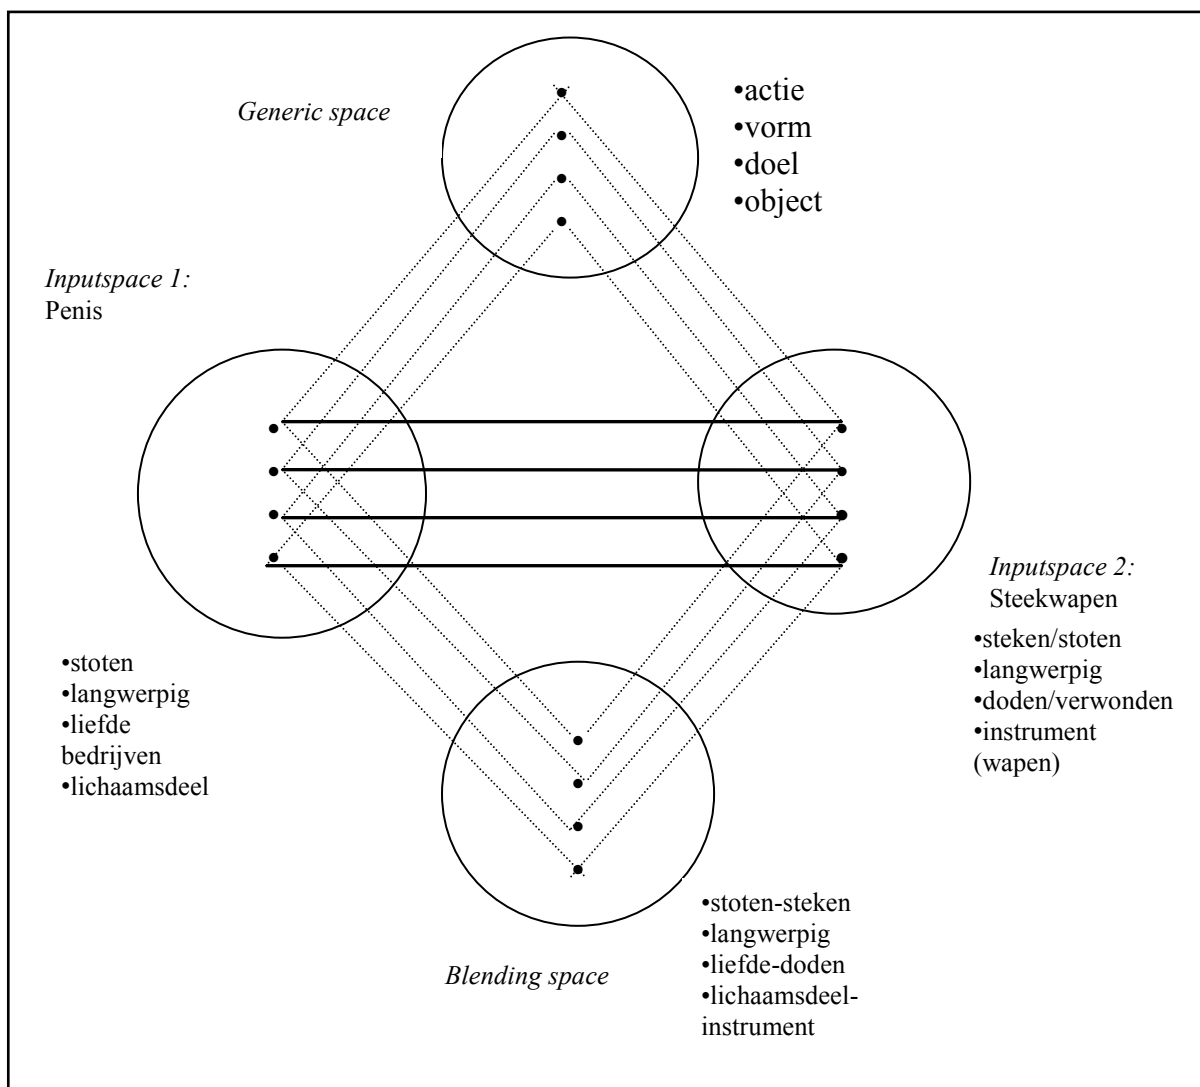 Generic space
•actie
•vorm
•doel
•object
Inputspace 1:
Penis
•stoten
•langwerpig
•liefde
bedrijven
•lichaamsdeel
Inputspace 2:
Steekwapen
•steken/stoten
•langwerpig
•doden/verwonden
•instrument
(wapen)
Blending space
•stoten-steken
•langwerpig
•liefde-doden
•lichaamsdeel-
instrument